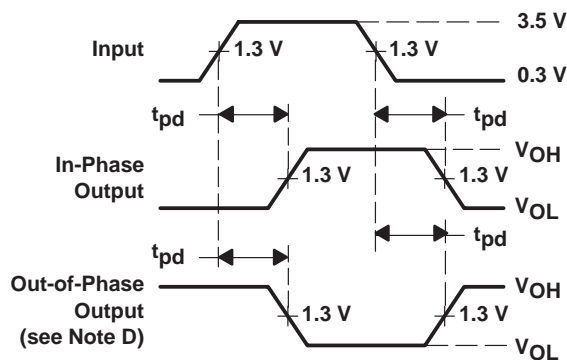 3.5 V
Input
1.3 V
1.3 V
0.3 V
tpd
tpd
VOH
In-Phase
Output
1.3 V
1.3 V
VOL
tpd
tpd
Out-of-Phase
Output
(see Note D)
VOH
1.3 V
1.3 V
VOL